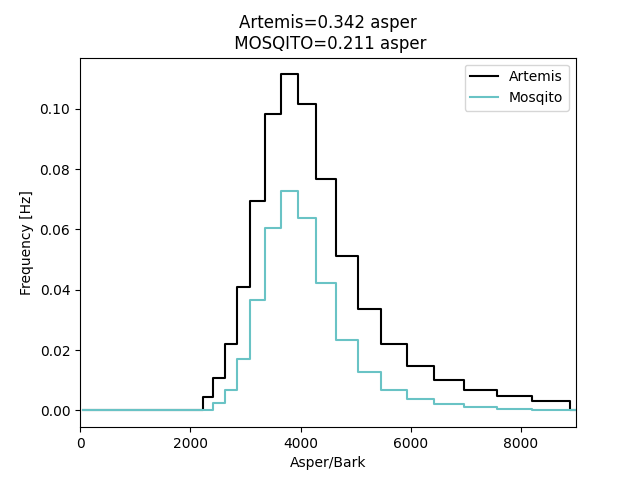 Artemis=0.342 asper
MOSQITO=0.211 asper
Artemis
Mosqito
Frequency [Hz]
0.10
0.08
0.06
0.04
0.02
0.00
0
2000
4000
6000
8000
Asper/Bark